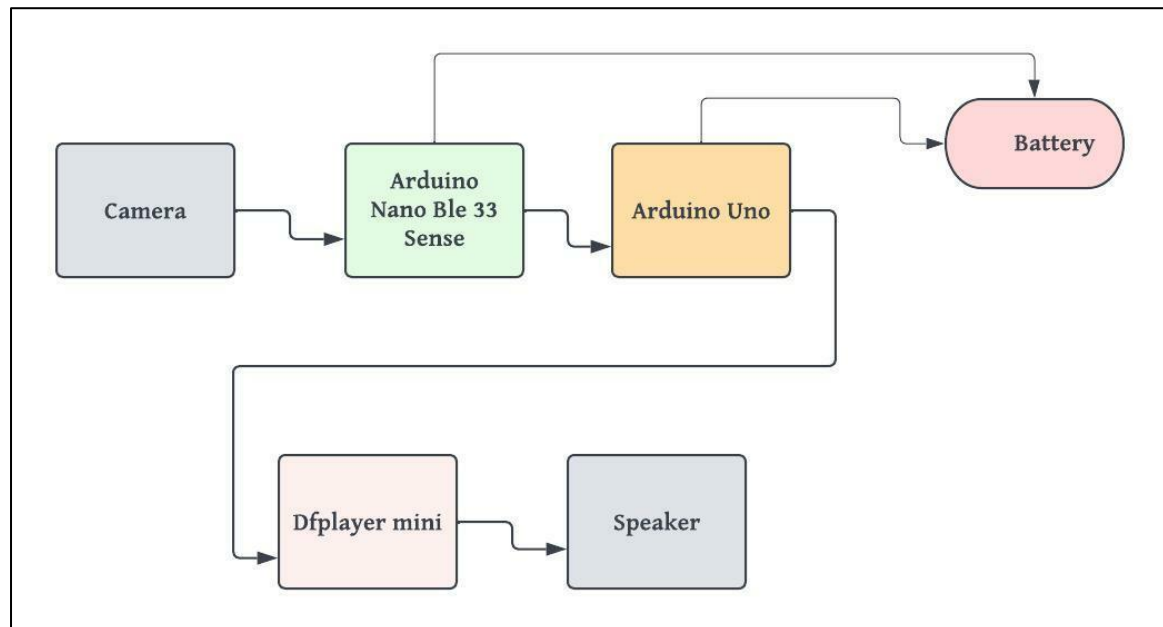 Battery
Camera
Arduino
Nano Ble 33
Sense
Arduino Uno
Dfplayer mini
Speaker